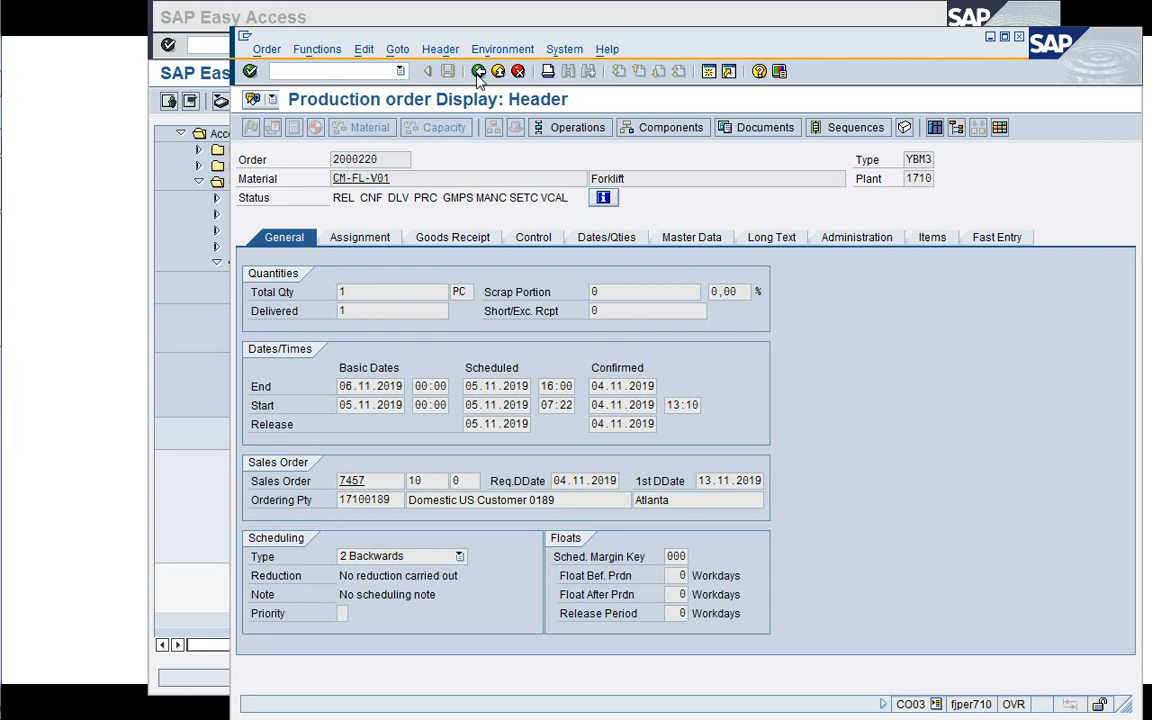 SAP Easy Access
SAP
Order Functions Edit Goto Header Environment System Help
SAP
SAP Eas
Production order Display: Header
Material Capacity Operations Components Documents Sequences
Acc
Order 2000220 Type YBM3
Material CM-FL-V01 Forklift Plant 1710
Status REL CNF DLV PRC GMPS MANC SETC VCAL
General Assignment Goods Receipt Control Dates/Qties Master Data Long Text Administration Items Fast Entry
Quantities
Total Qty 1 PC Scrap Portion 0 0,00 %
Delivered 1 Short/Exc. Rcpt 0
Dates/Times
Basic Dates Scheduled Confirmed
End 06.11.2019 00:00 05.11.2019 16:00 04.11.2019
Start 05.11.2019 00:00 05.11.2019 07:22 04.11.2019 13:10
Release 05.11.2019 04.11.2019
Sales Order
Sales Order 7457 10 0 Req.DDate 04.11.2019 1st DDate 13.11.2019
Ordering Pty 17100189 Domestic US Customer 0189 Atlanta
Scheduling Floats
Type 2 Backwards Sched. Margin Key 000
Reduction No reduction carried out Float Bef. Prdn 0 Workdays
Note No scheduling note Float After Prdn 0 Workdays
Priority Release Period 0 Workdays
CO03 fjper710 OVR